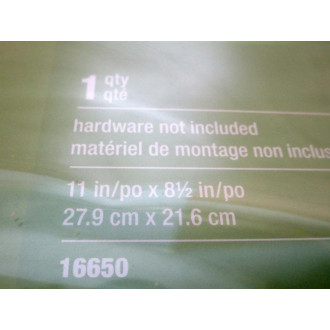 1 qty
qté
hardware not included
matériel de montage non inclus
11 in/po x 8½ in/po
27.9 cm x 21.6 cm
16650